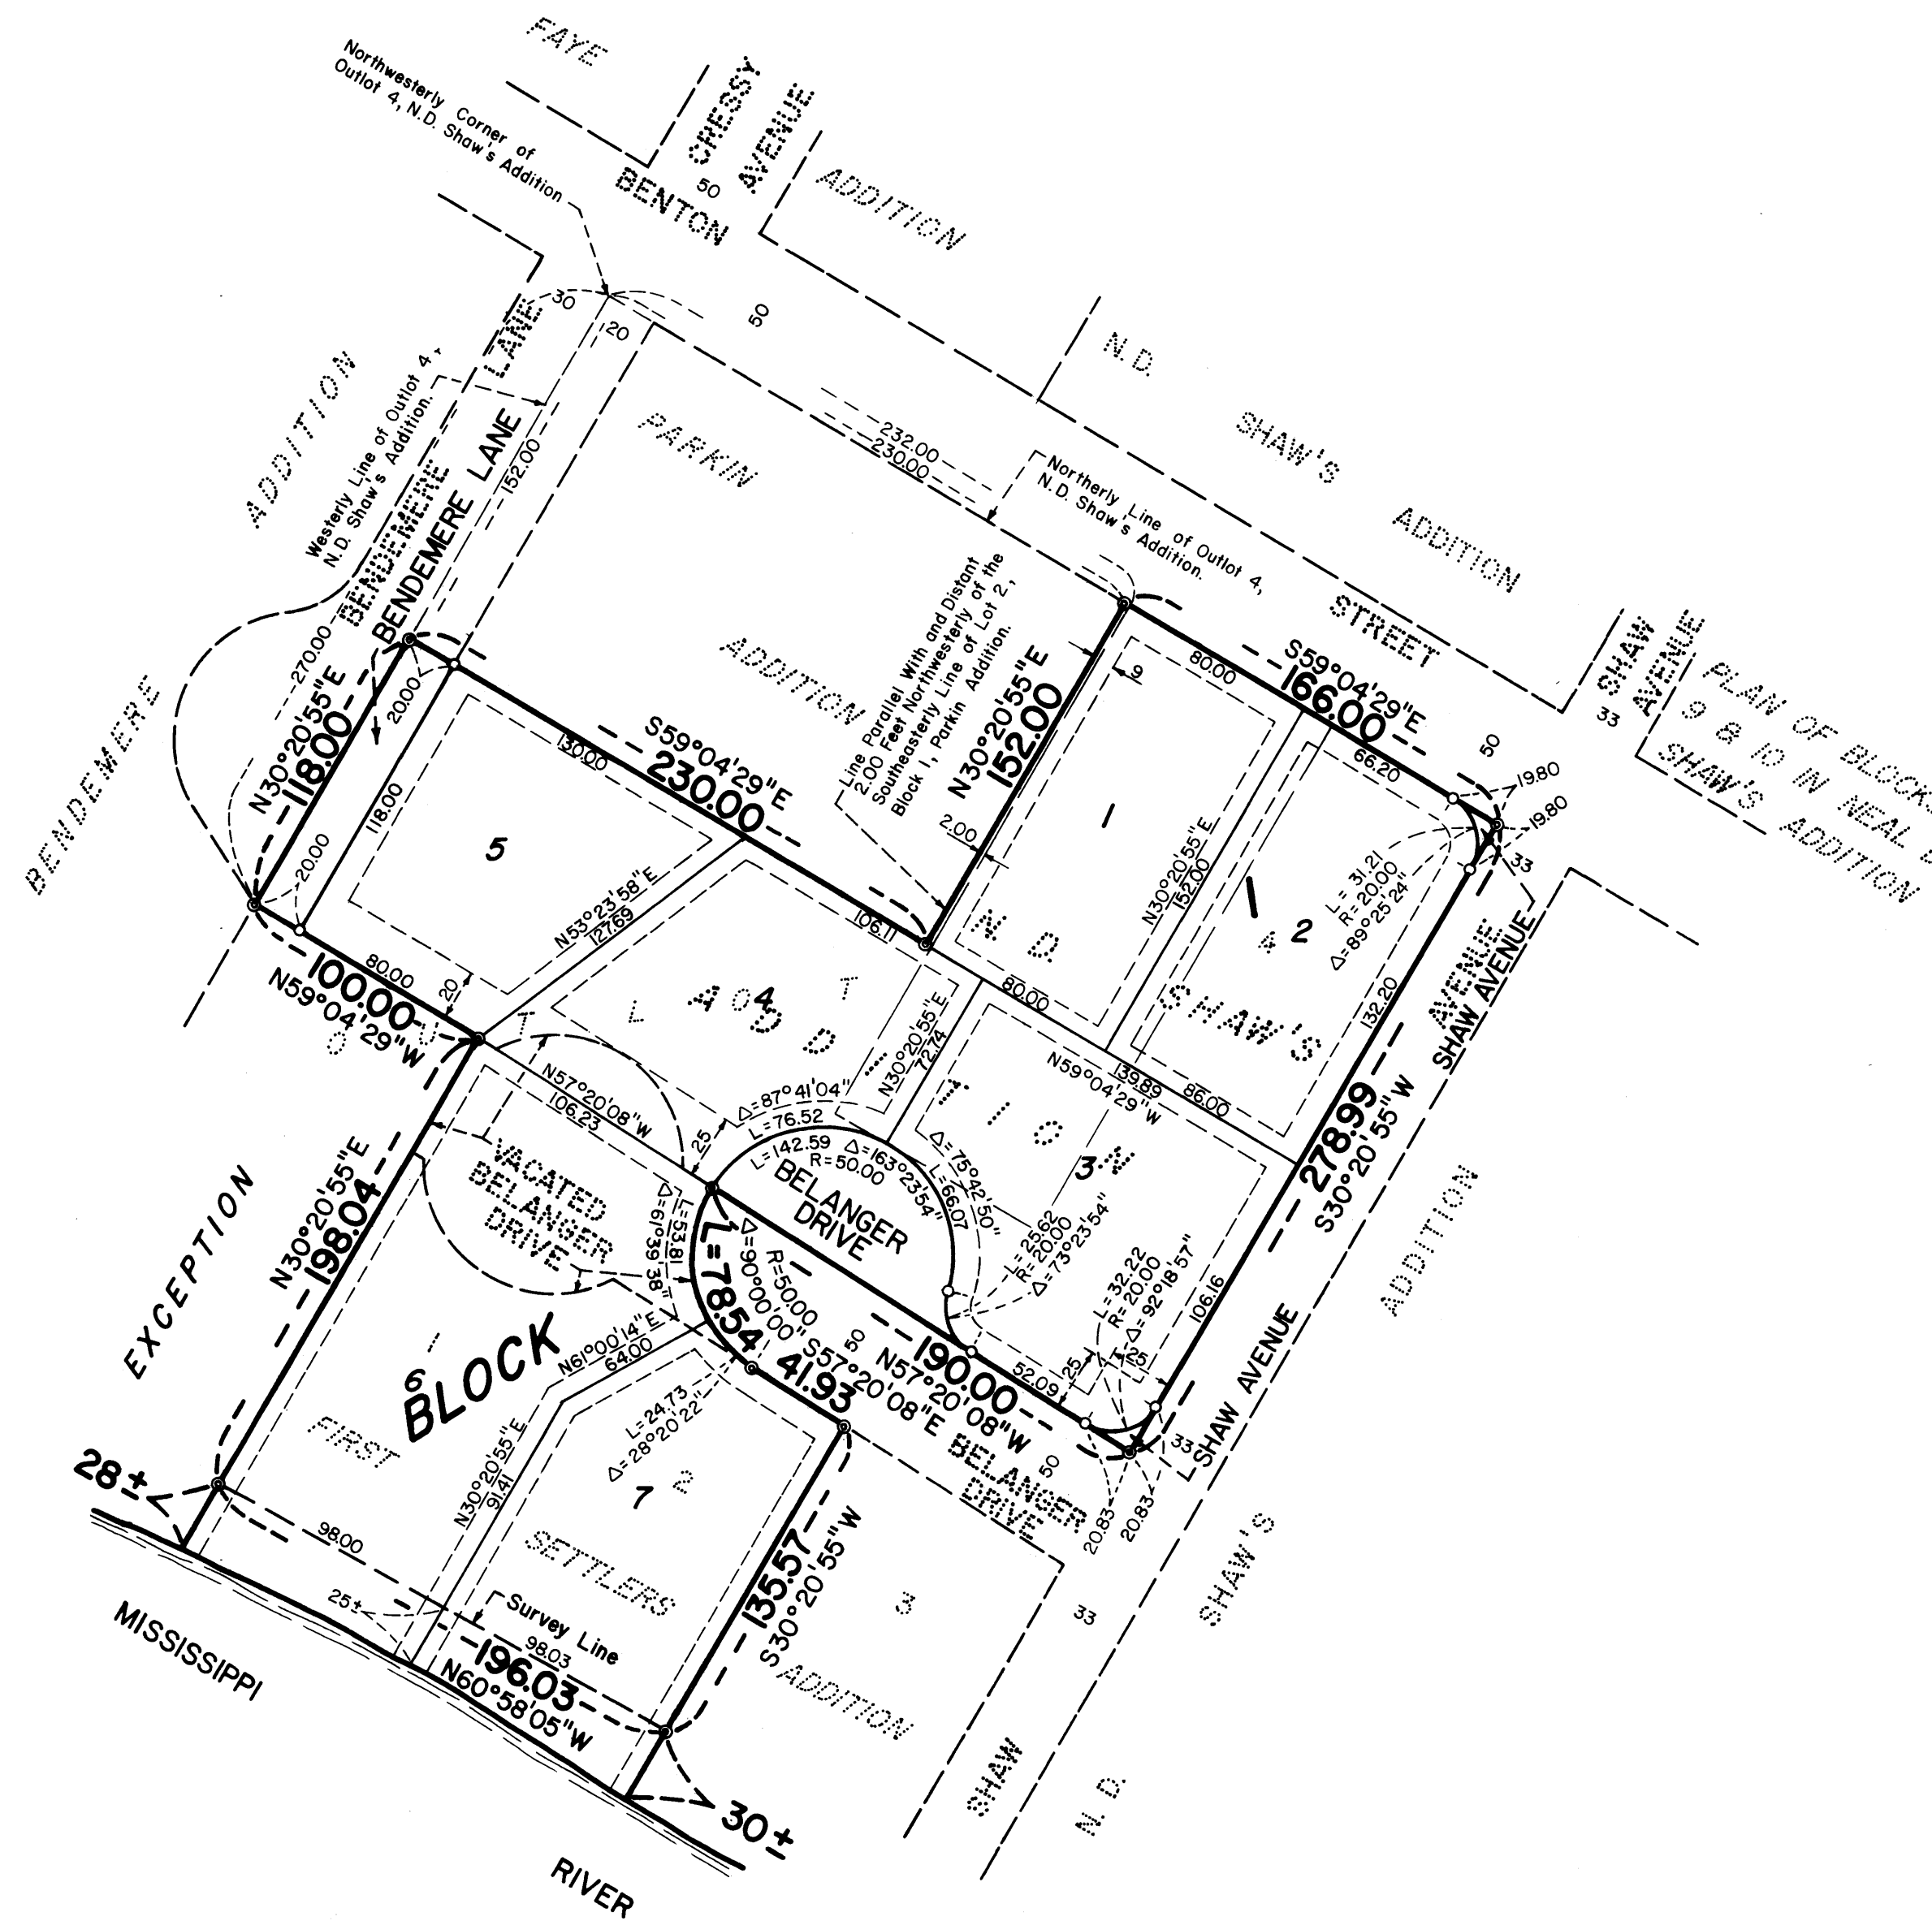 FAYE
CRESSY
AVENUE
Northwesterly Corner of
Outlot 4, N.D. Shaw's Addition
50
BENTON
ADDITION
30
20
50
N.D.
SHAW'S
ADDITION
STREET
SHAW
AVENUE
33
PLAN OF BLOCKS
9 & 10 IN NEAL D.
SHAW'S ADDITION
LANE
ADDITION
Westerly Line of Outlot 4,
N.D. Shaw's Addition.
BENDEMERE
BENDEMERE LANE
152.00
270.00
PARKIN
ADDITION
232.00
230.00
Northerly Line of Outlot 4,
N.D. Shaw's Addition.
Line Parallel With and Distant
2.00 Feet Northwesterly of the
Southeasterly Line of Lot 2,
Block 1, Parkin Addition.
N30°20'55"E
152.00
2.00
9
80.00
S59°04'29"E
166.00
66.20
50
19.80
19.80
33
1
N30°20'55"E
152.00
1
2
4
L= 31.21
R= 20.00
Δ=89°25'24"
132.20
N. D.
SHAW'S
AVENUE
SHAW AVENUE
BENDEMERE
N30°20'55"E
118.00
20.00
118.00
20.00
S59°04'29"E
230.00
130.00
5
N53°23'58"E
127.69
106.11
80.00
20
100.00
N59°04'29"W
O U T L O T
4
ADDITION
N30°20'55"E
72.74
80.00
139.89
N59°04'29"W
86.00
278.99
S30°20'55"W
N57°20'08"W
106.23
25
Δ=87°41'04"
L=76.52
L=142.59 Δ=163°23'54"
R=50.00
BELANGER
DRIVE
Δ=75°42'50"
L=66.07
3
L=25.62
R=20.00
Δ=73°23'54"
L= 32.22
R= 20.00
Δ= 92°18'57"
106.16
25
25
52.09
ADDITION
EXCEPTION
N30°20'55"E
198.04
VACATED
BELANGER
DRIVE
L=53.81
Δ=61°39'38"
L= 78.54
Δ=90°00'00"
R=50.00
50
41.93
S57°20'08"E
190.00
N57°20'08"W
50
BELANGER
DRIVE
33
SHAW AVENUE
20.83
20.83
N61°00'14"E
64.00
1
6
BLOCK
FIRST
L=24.73
Δ=28°20'22"
N30°20'55"E
91.41
7
2
SETTLERS
135.57
S30°20'55"W
3
33
SHAW'S
ADDITION
28±
98.00
25±
Survey Line
98.03
196.03
N60°58'05"W
30±
MISSISSIPPI
RIVER
SHAW
N. D.